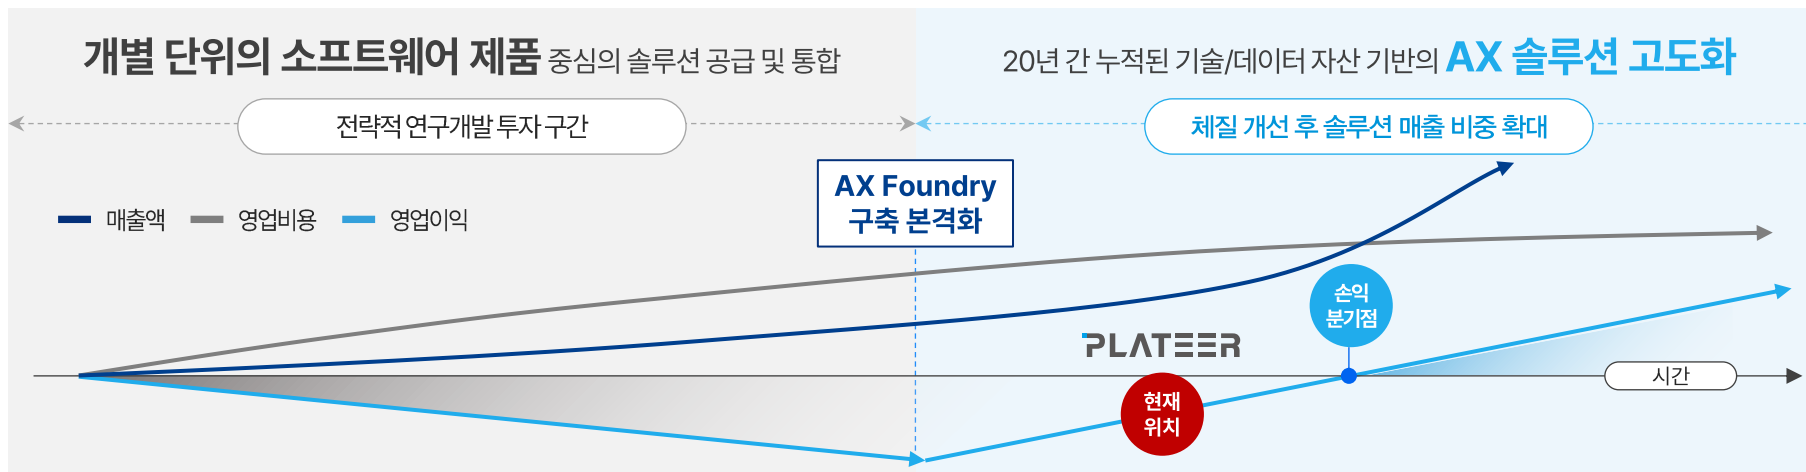 개별 단위의 소프트웨어 제품 중심의 솔루션 공급 및 통합
20년 간 누적된 기술/데이터 자산 기반의 AX 솔루션 고도화
전략적 연구개발 투자 구간
체질 개선 후 솔루션 매출 비중 확대
AX Foundry
구축 본격화
매출액
영업비용
영업이익
손익
분기점
PLATEER
현재
위치
시간